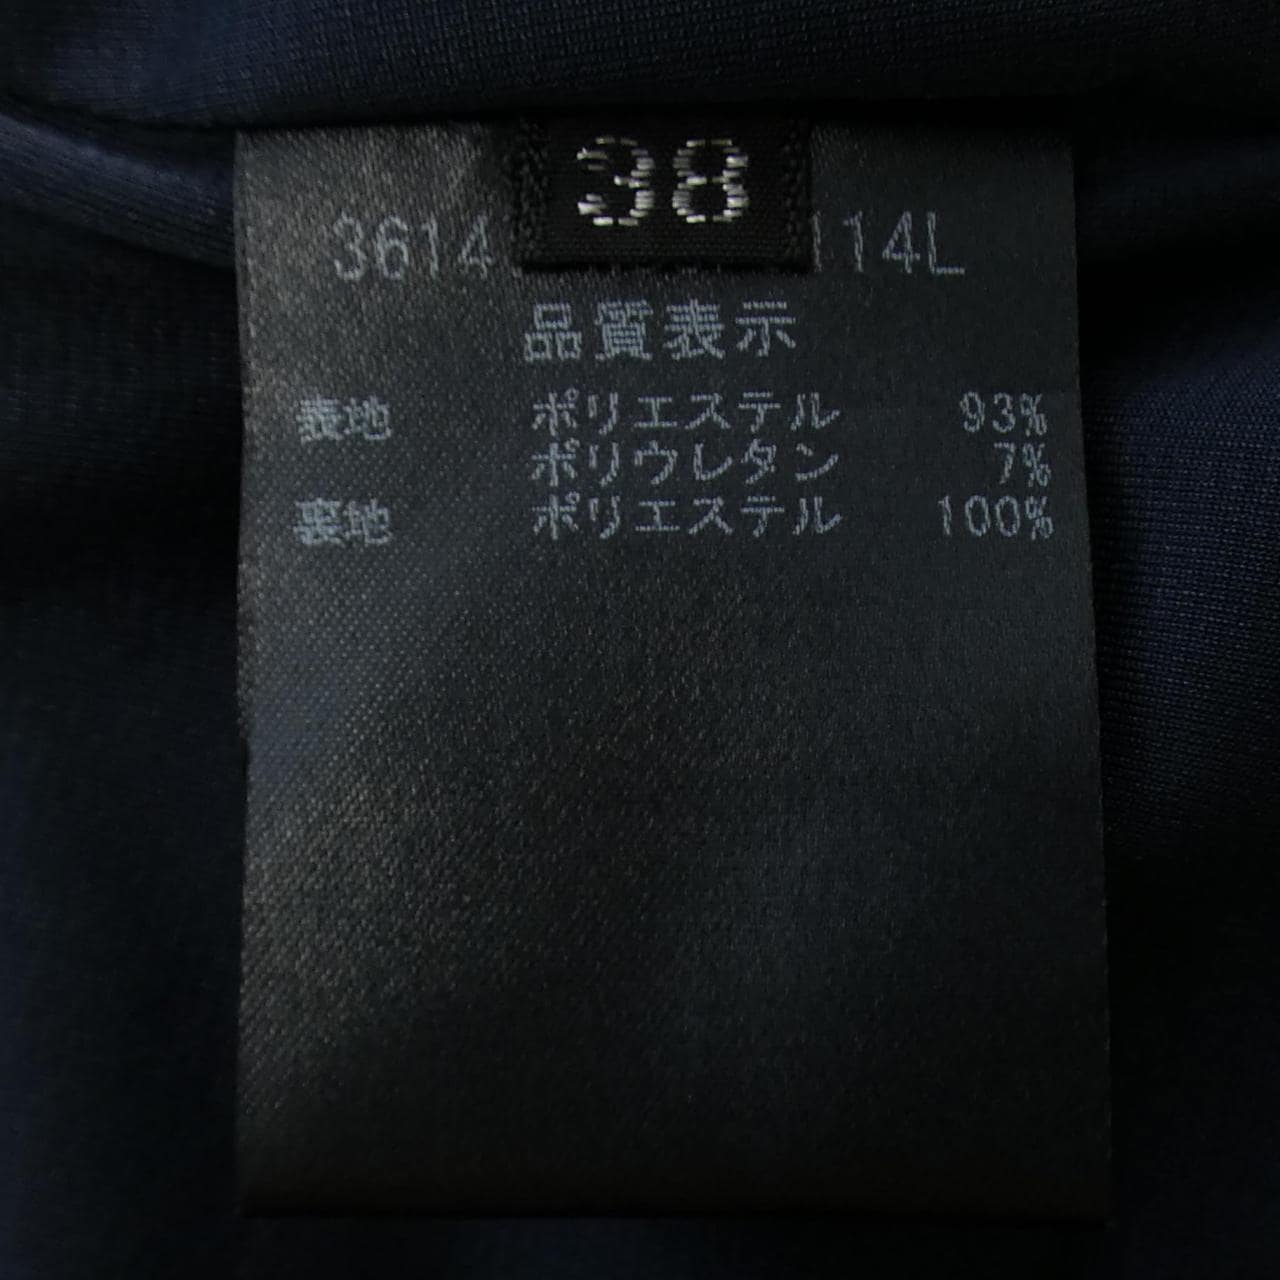 38
3614 114L
品質表示
表地 ポリエステル 93%
ポリウレタン 7%
裏地 ポリエステル 100%